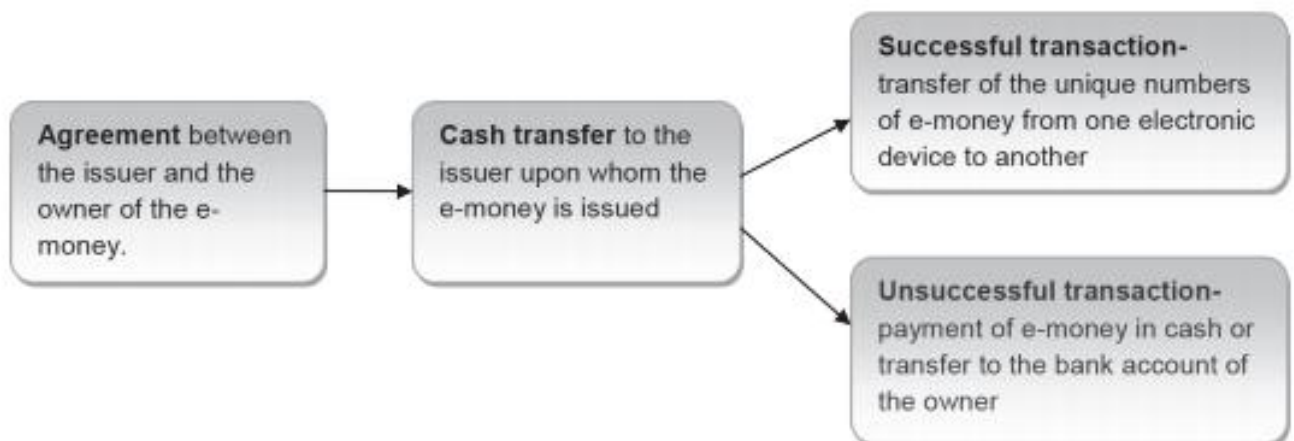 Agreement between
the issuer and the
owner of the e-
money.
Cash transfer to the
issuer upon whom the
e-money is issued
Successful transaction-
transfer of the unique numbers
of e-money from one electronic
device to another
Unsuccessful transaction-
payment of e-money in cash or
transfer to the bank account of
the owner